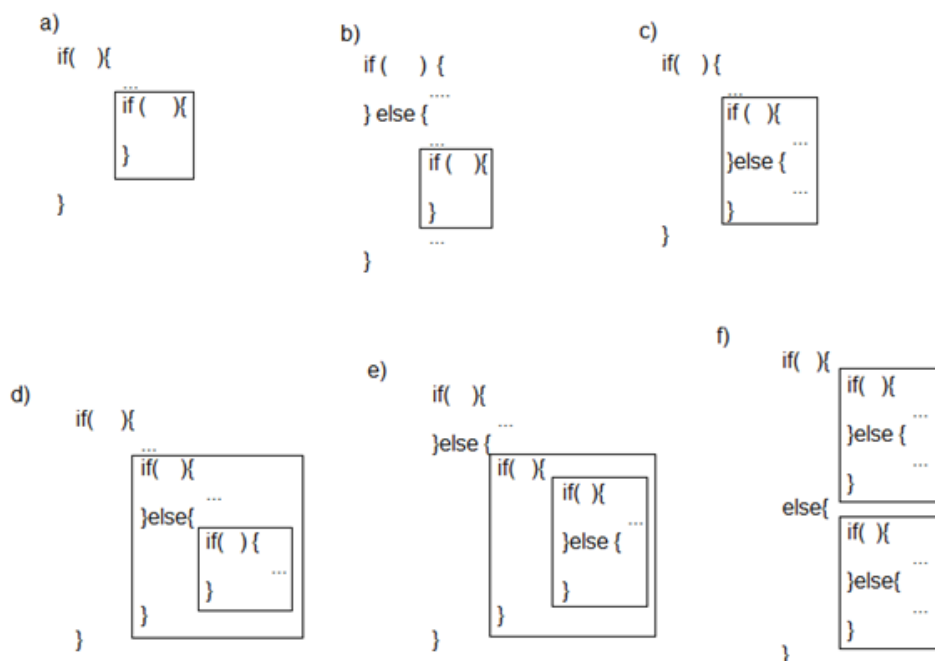 a)
if(   ){
...
if (   ){
}
}
b)
if (   ) {
....
} else {
...
if (   ){
}
...
}
c)
if(   ) {
...
if (   ){
...
}else {
...
}
}
d)
if(   ){
...
if(   ){
...
}else{
if(   ) {
...
}
}
}
e)
if(   ){
...
}else {
if(   ){
if(   ){
...
}else {
}
}
}
f)
if(   ){
if(   ){
...
}else {
...
}
else{
if(   ){
...
}else{
...
}
}